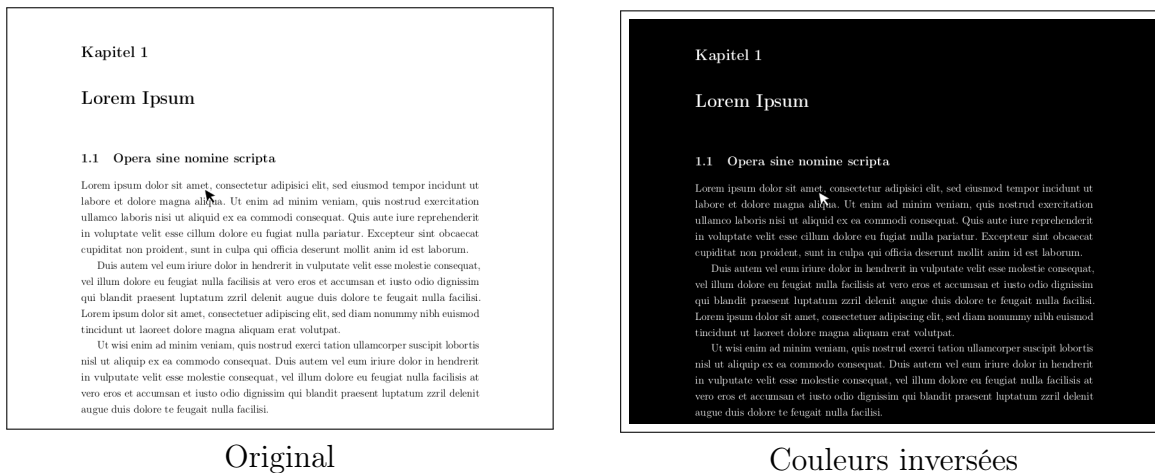 Kapitel 1
Lorem Ipsum
1.1 Opera sine nomine scripta
Lorem ipsum dolor sit amet, consectetur adipisici elit, sed eiusmod tempor incidunt ut
labore et dolore magna aliqua. Ut enim ad minim veniam, quis nostrud exercitation
ullamco laboris nisi ut aliquid ex ea commodi consequat. Quis aute iure reprehenderit
in voluptate velit esse cillum dolore eu fugiat nulla pariatur. Excepteur sint obcaecat
cupiditat non proident, sunt in culpa qui officia deserunt mollit anim id est laborum.
Duis autem vel eum iriure dolor in hendrerit in vulputate velit esse molestie consequat,
vel illum dolore eu feugiat nulla facilisis at vero eros et accumsan et iusto odio dignissim
qui blandit praesent luptatum zzril delenit augue duis dolore te feugait nulla facilisi.
Lorem ipsum dolor sit amet, consectetuer adipiscing elit, sed diam nonummy nibh euismod
tincidunt ut laoreet dolore magna aliquam erat volutpat.
Ut wisi enim ad minim veniam, quis nostrud exerci tation ullamcorper suscipit lobortis
nisl ut aliquip ex ea commodo consequat. Duis autem vel eum iriure dolor in hendrerit
in vulputate velit esse molestie consequat, vel illum dolore eu feugiat nulla facilisis at
vero eros et accumsan et iusto odio dignissim qui blandit praesent luptatum zzril delenit
augue duis dolore te feugait nulla facilisi.
Original
Kapitel 1
Lorem Ipsum
1.1 Opera sine nomine scripta
Lorem ipsum dolor sit amet, consectetur adipisici elit, sed eiusmod tempor incidunt ut
labore et dolore magna aliqua. Ut enim ad minim veniam, quis nostrud exercitation
ullamco laboris nisi ut aliquid ex ea commodi consequat. Quis aute iure reprehenderit
in voluptate velit esse cillum dolore eu fugiat nulla pariatur. Excepteur sint obcaecat
cupiditat non proident, sunt in culpa qui officia deserunt mollit anim id est laborum.
Duis autem vel eum iriure dolor in hendrerit in vulputate velit esse molestie consequat,
vel illum dolore eu feugiat nulla facilisis at vero eros et accumsan et iusto odio dignissim
qui blandit praesent luptatum zzril delenit augue duis dolore te feugait nulla facilisi.
Lorem ipsum dolor sit amet, consectetuer adipiscing elit, sed diam nonummy nibh euismod
tincidunt ut laoreet dolore magna aliquam erat volutpat.
Ut wisi enim ad minim veniam, quis nostrud exerci tation ullamcorper suscipit lobortis
nisl ut aliquip ex ea commodo consequat. Duis autem vel eum iriure dolor in hendrerit
in vulputate velit esse molestie consequat, vel illum dolore eu feugiat nulla facilisis at
vero eros et accumsan et iusto odio dignissim qui blandit praesent luptatum zzril delenit
augue duis dolore te feugait nulla facilisi.
Couleurs inversées